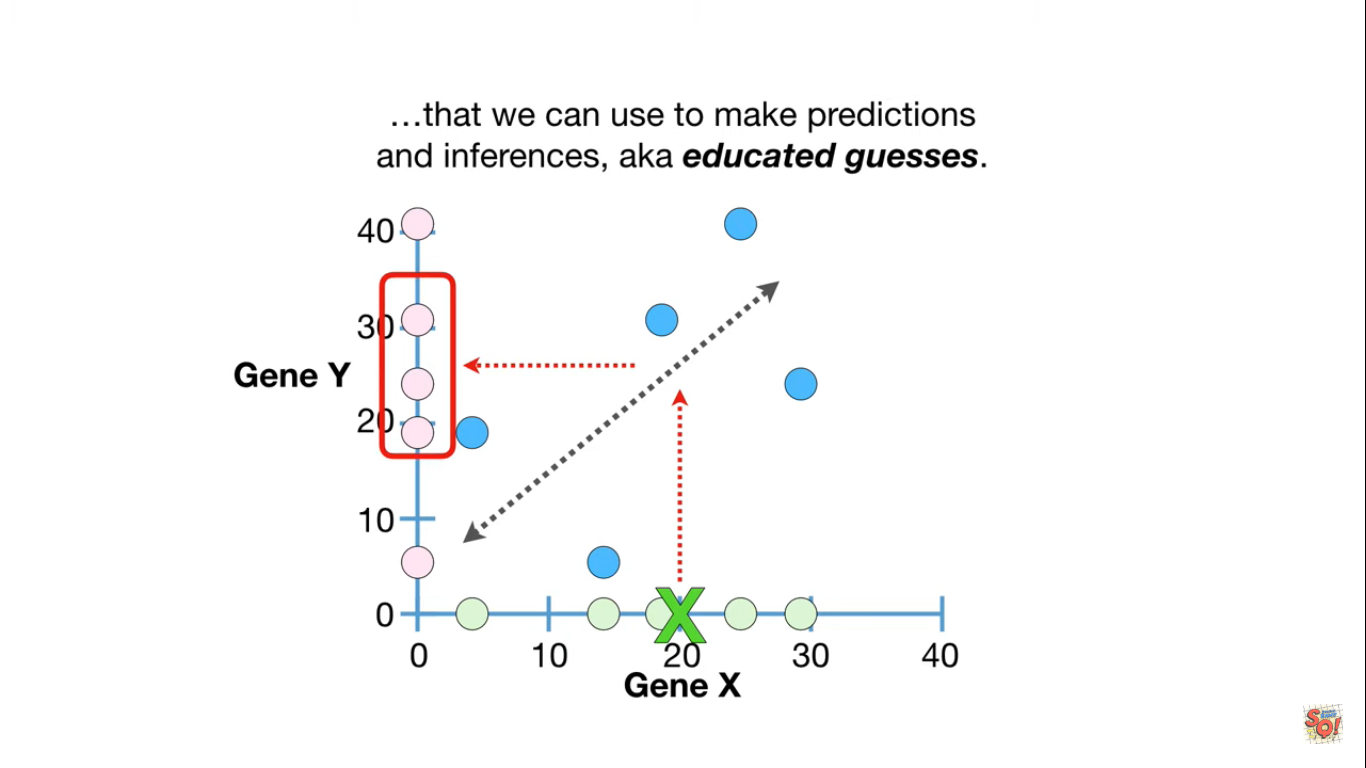 …that we can use to make predictions
and inferences, aka educated guesses.
40
30
Gene Y
20
10
0
X
0 10 20 30 40
Gene X
SQ!